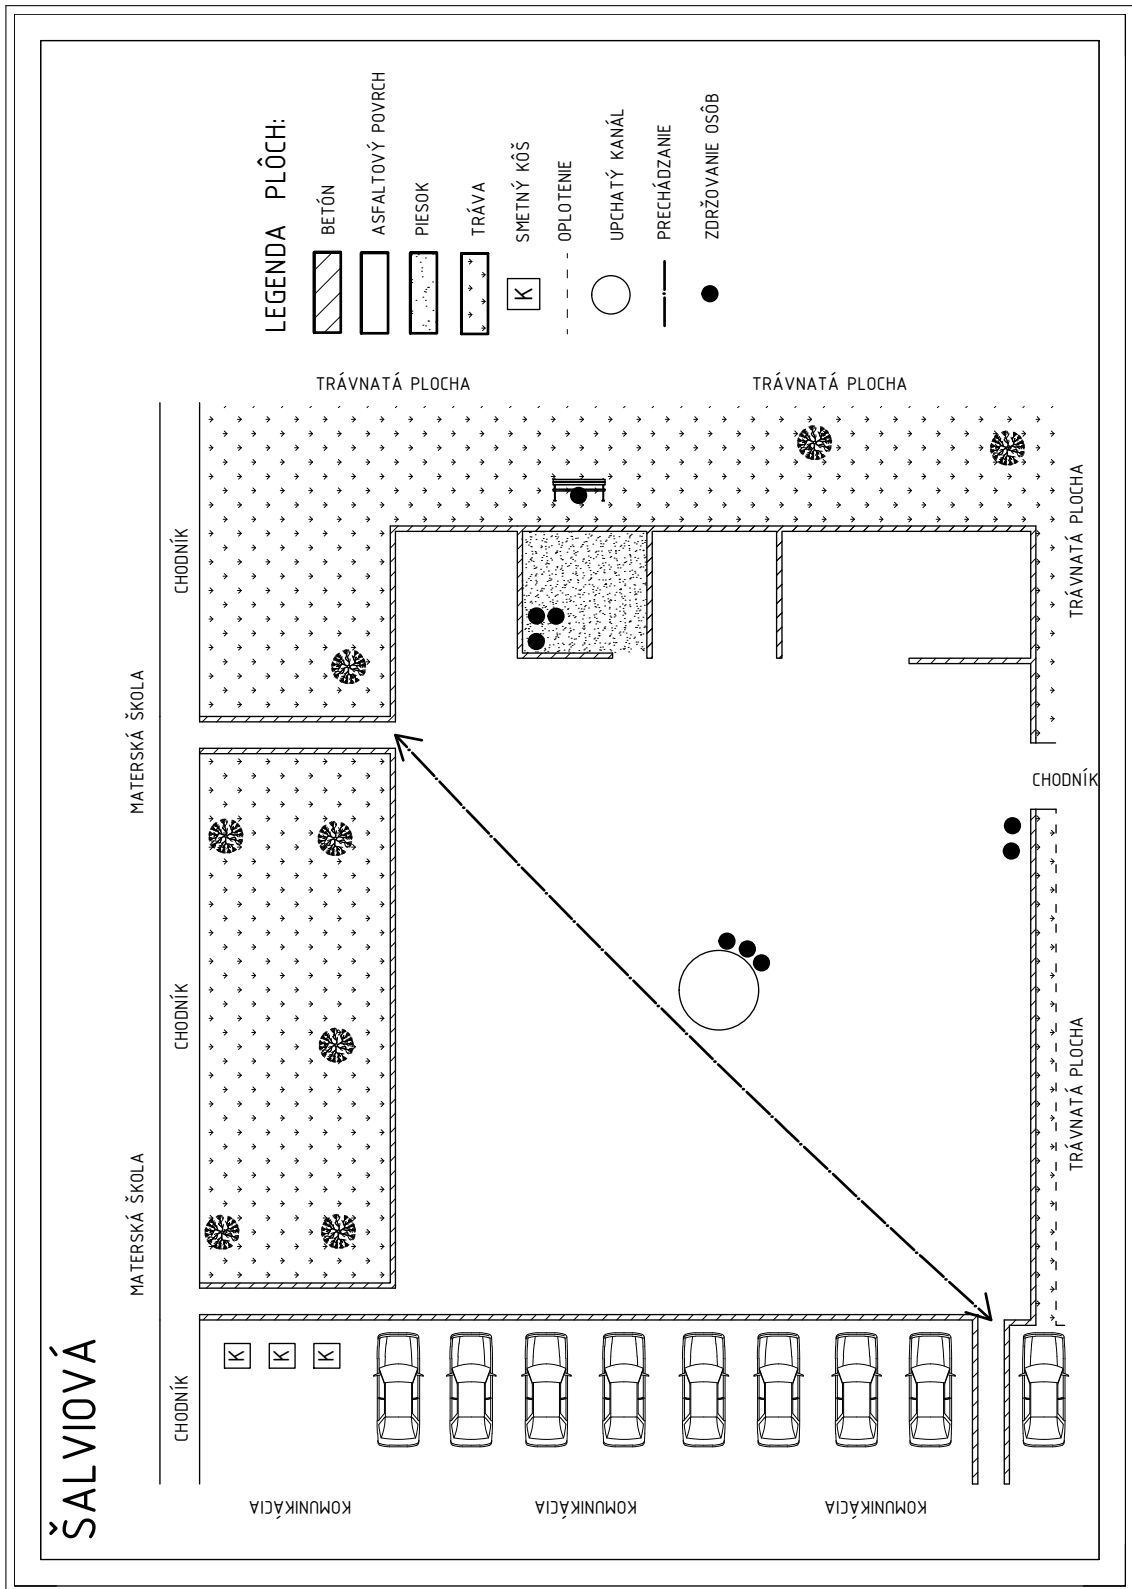 ŠALVIOVÁ
MATERSKÁ ŠKOLA
MATERSKÁ ŠKOLA
CHODNÍK
CHODNÍK
CHODNÍK
LEGENDA PLÔCH:
BETÓN
ASFALTOVÝ POVRCH
PIESOK
TRÁVA
K
SMETNÝ KÔŠ
OPLOTENIE
UPCHATÝ KANÁL
PRECHÁDZANIE
ZDRŽOVANIE OSÔB
TRÁVNATÁ PLOCHA
TRÁVNATÁ PLOCHA
K
K
K
KOMUNIKÁCIA
KOMUNIKÁCIA
KOMUNIKÁCIA
CHODNÍK
TRÁVNATÁ PLOCHA
TRÁVNATÁ PLOCHA